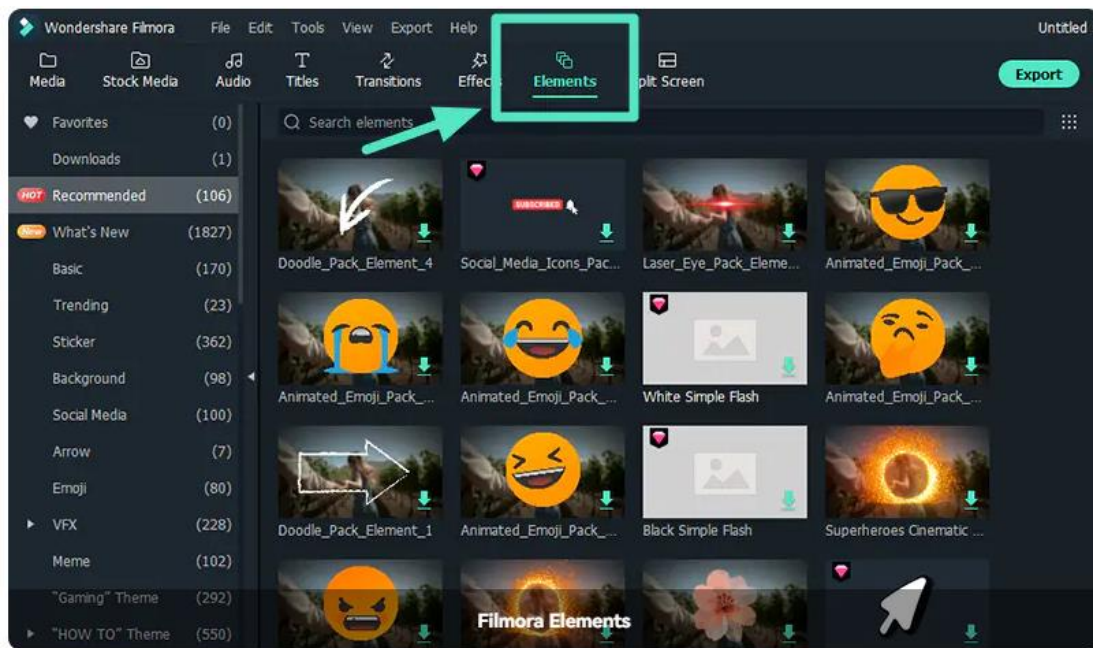 Wondershare Filmora File Edit Tools View Export Help Untitled
Media Stock Media Audio Titles Transitions Effects Elements plit Screen
Export
Favorites (0)
Search elements
Downloads (1)
HOT Recommended (106)
New What's New (1827)
Basic (170)
Trending (23)
Sticker (362)
Background (98)
Social Media (100)
Arrow (7)
Emoji (80)
VFX (228)
Meme (102)
"Gaming" Theme (292)
"HOW TO" Theme (550)
SUBSCRIBED
Doodle_Pack_Element_4 Social_Media_Icons_Pac... Laser_Eye_Pack_Eleme... Animated_Emoji_Pack_...
Animated_Emoji_Pack_... Animated_Emoji_Pack_... White Simple Flash Animated_Emoji_Pack_...
Doodle_Pack_Element_1 Animated_Emoji_Pack_... Black Simple Flash Superheroes Cinematic ...
Filmora Elements